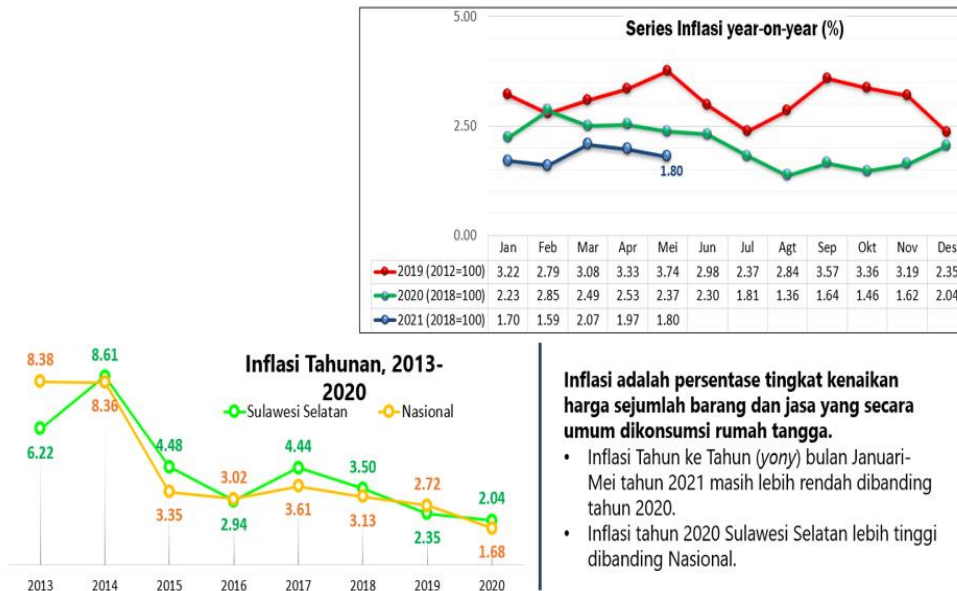 Series Inflasi year-on-year (%)
5.00
2.50
0.00
1.80
Jan Feb Mar Apr Mei Jun Jul Agt Sep Okt Nov Des
2019 (2012=100) 3.22 2.79 3.08 3.33 3.74 2.98 2.37 2.84 3.57 3.36 3.19 2.35
2020 (2018=100) 2.23 2.85 2.49 2.53 2.37 2.30 1.81 1.36 1.64 1.46 1.62 2.04
2021 (2018=100) 1.70 1.59 2.07 1.97 1.80
Inflasi Tahunan, 2013-
2020
Sulawesi Selatan Nasional
8.38 8.61
6.22 8.36
4.48 3.02 4.44 3.50 2.72 2.04
3.35 2.94 3.61 3.13 2.35 1.68
2013 2014 2015 2016 2017 2018 2019 2020
Inflasi adalah persentase tingkat kenaikan
harga sejumlah barang dan jasa yang secara
umum dikonsumsi rumah tangga.
• Inflasi Tahun ke Tahun (yony) bulan Januari-
Mei tahun 2021 masih lebih rendah dibanding
tahun 2020.
• Inflasi tahun 2020 Sulawesi Selatan lebih tinggi
dibanding Nasional.